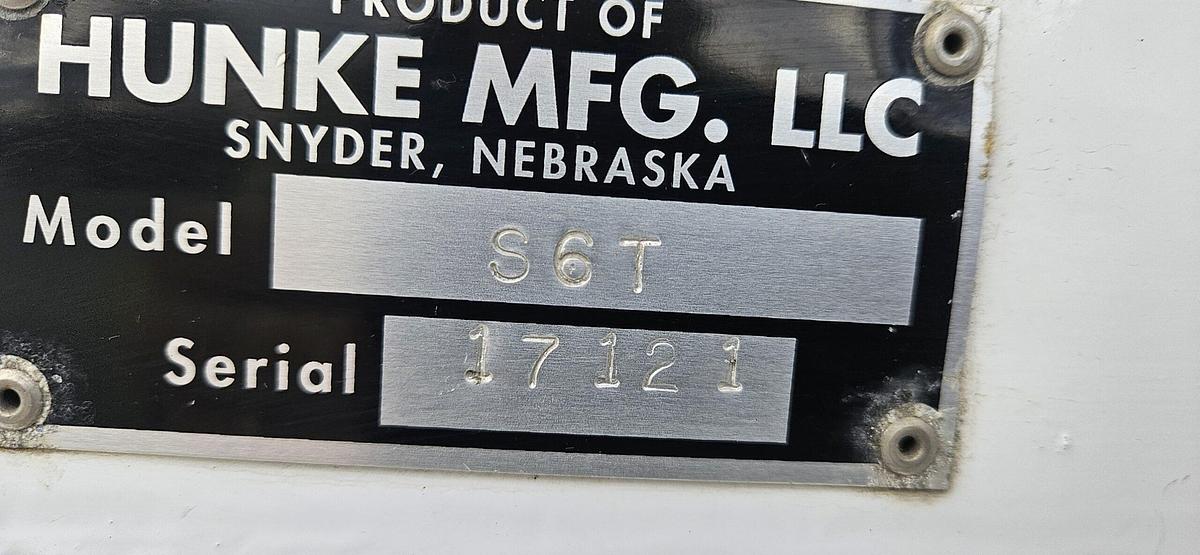 PRODUCT OF
HUNKE MFG. LLC
SNYDER, NEBRASKA
Model S6T
Serial 17121